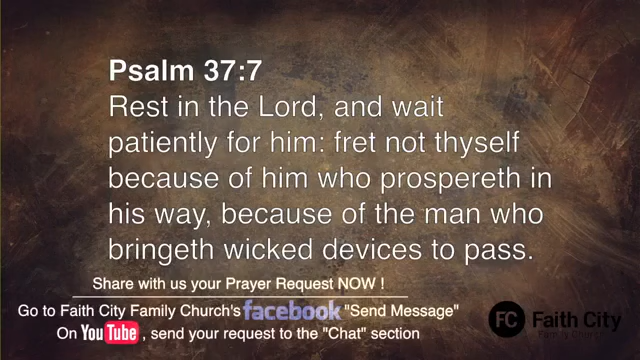 Psalm 37:7
Rest in the Lord, and wait
patiently for him: fret not thyself
because of him who prospereth in
his way, because of the man who
bringeth wicked devices to pass.
Share with us your Prayer Request NOW !
Go to Faith City Family Church's facebook "Send Message"
On YouTube, send your request to the "Chat" section
FC Faith City
Family Church